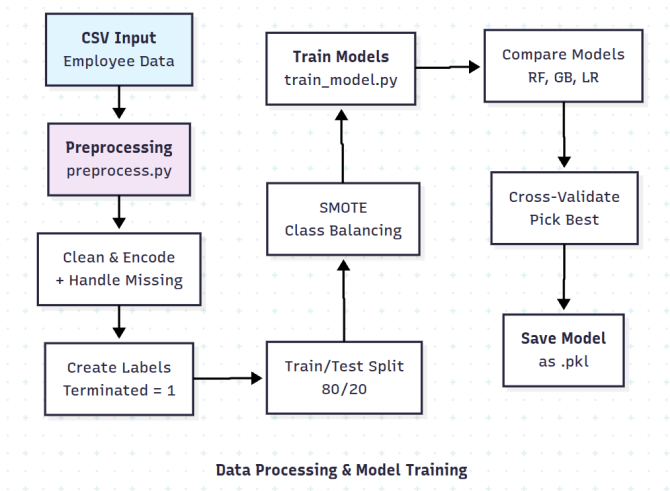 CSV Input
Employee Data
Preprocessing
preprocess.py
Clean & Encode
+ Handle Missing
Create Labels
Terminated = 1
Train/Test Split
80/20
SMOTE
Class Balancing
Train Models
train_model.py
Compare Models
RF, GB, LR
Cross-Validate
Pick Best
Save Model
as .pkl
Data Processing & Model Training